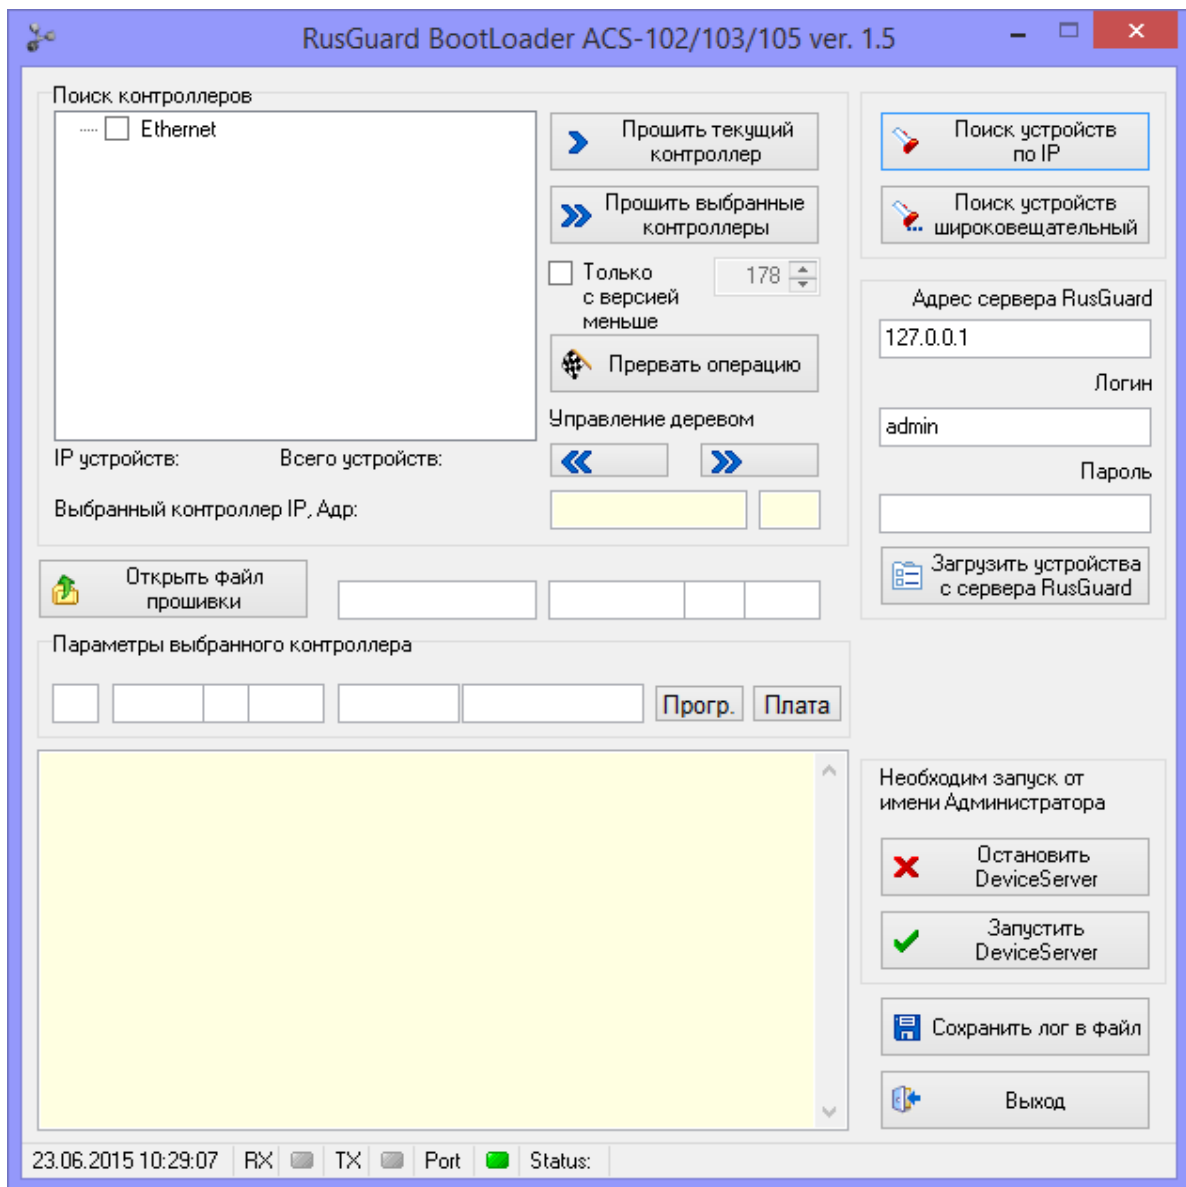 RusGuard BootLoader ACS-102/103/105 ver. 1.5
Поиск контроллеров
Ethernet
Прошить текущий
контроллер
Прошить выбранные
контроллеры
Только
с версией
меньше
178
Прервать операцию
Управление деревом
IP устройств:
Всего устройств:
Выбранный контроллер IP, Адр:
Поиск устройств
по IP
Поиск устройств
широковещательный
Адрес сервера RusGuard
127.0.0.1
Логин
admin
Пароль
Загрузить устройства
с сервера RusGuard
Открыть файл
прошивки
Параметры выбранного контроллера
Прогр.
Плата
Необходим запуск от
имени Администратора
Остановить
DeviceServer
Запустить
DeviceServer
Сохранить лог в файл
Выход
23.06.2015 10:29:07 RX TX Port Status: